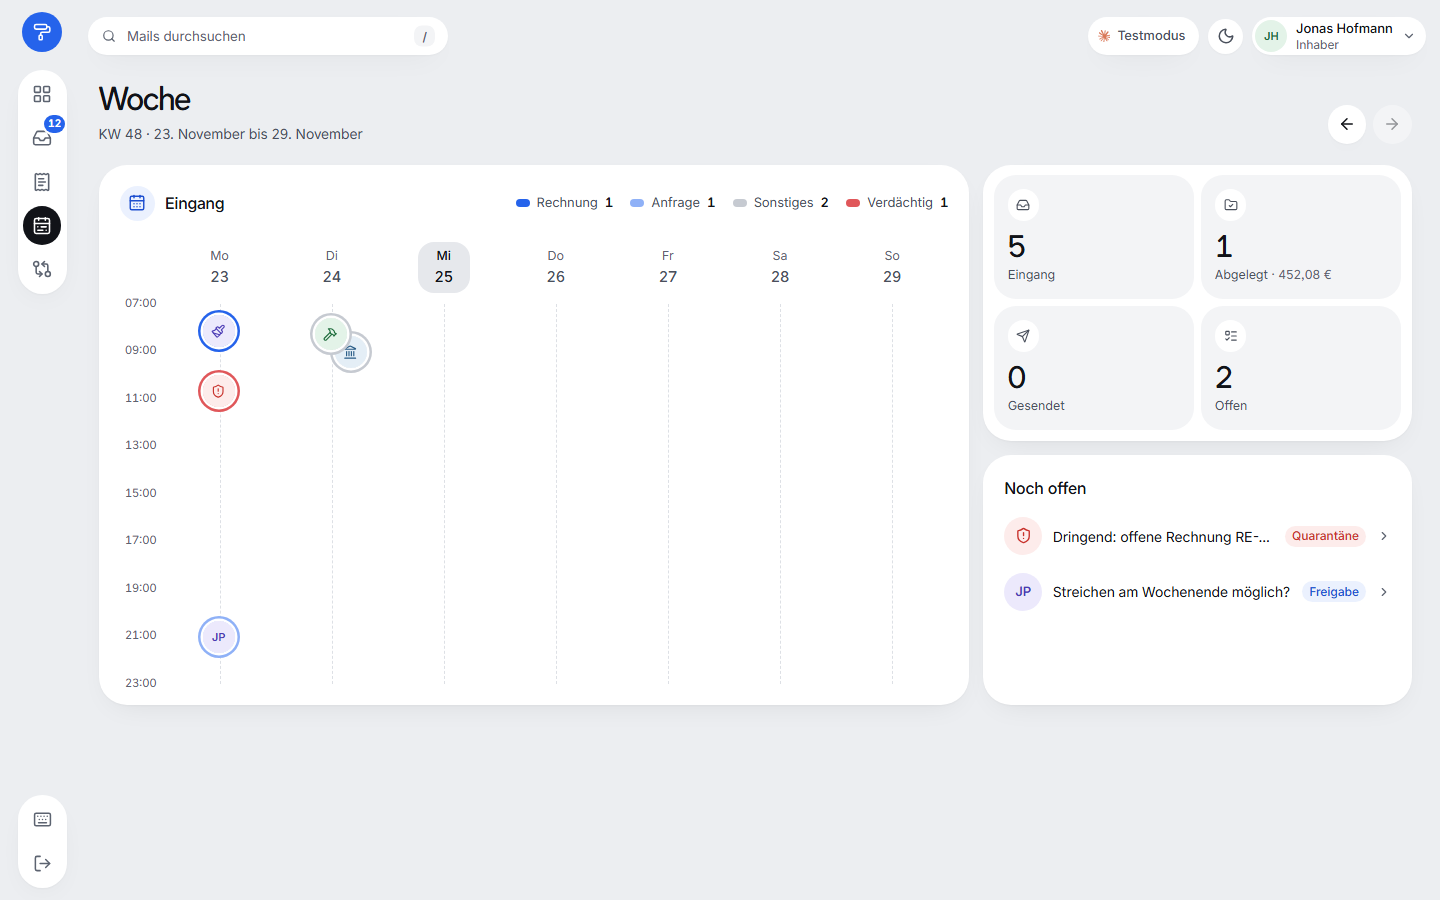 Mails durchsuchen
/
Testmodus
JH
Jonas Hofmann
Inhaber
12
Woche
KW 48 · 23. November bis 29. November
Eingang
Rechnung 1
Anfrage 1
Sonstiges 2
Verdächtig 1
Mo
23
Di
24
Mi
25
Do
26
Fr
27
Sa
28
So
29
07:00
09:00
11:00
13:00
15:00
17:00
19:00
21:00
23:00
JP
5
Eingang
1
Abgelegt · 452,08 €
0
Gesendet
2
Offen
Noch offen
Dringend: offene Rechnung RE-...
Quarantäne
JP
Streichen am Wochenende möglich?
Freigabe